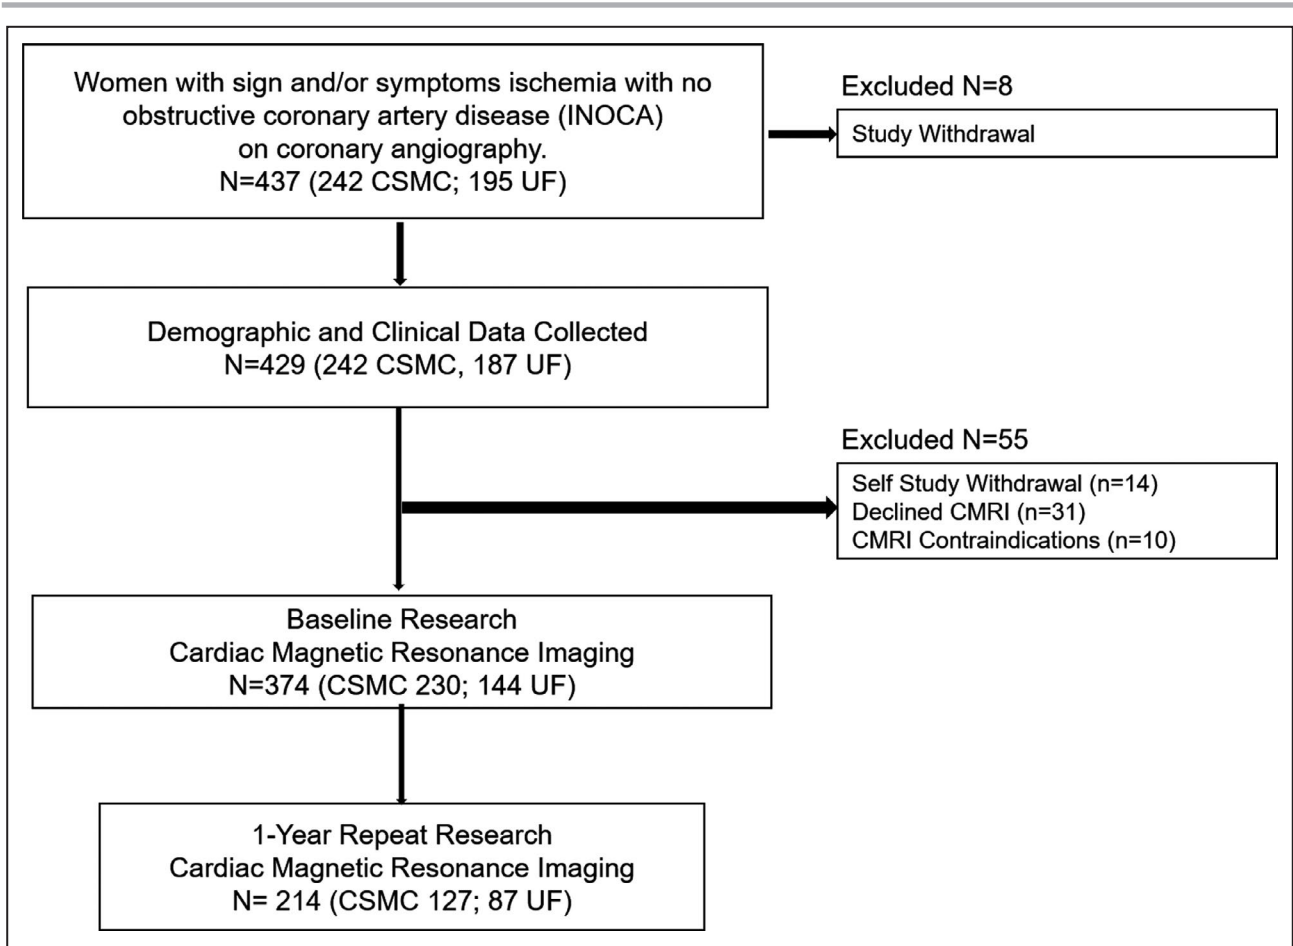 Women with sign and/or symptoms ischemia with no
obstructive coronary artery disease (INOCA)
on coronary angiography.
N=437 (242 CSMC; 195 UF)
Excluded N=8
Study Withdrawal
Demographic and Clinical Data Collected
N=429 (242 CSMC, 187 UF)
Excluded N=55
Self Study Withdrawal (n=14)
Declined CMRI (n=31)
CMRI Contraindications (n=10)
Baseline Research
Cardiac Magnetic Resonance Imaging
N=374 (CSMC 230; 144 UF)
1-Year Repeat Research
Cardiac Magnetic Resonance Imaging
N= 214 (CSMC 127; 87 UF)